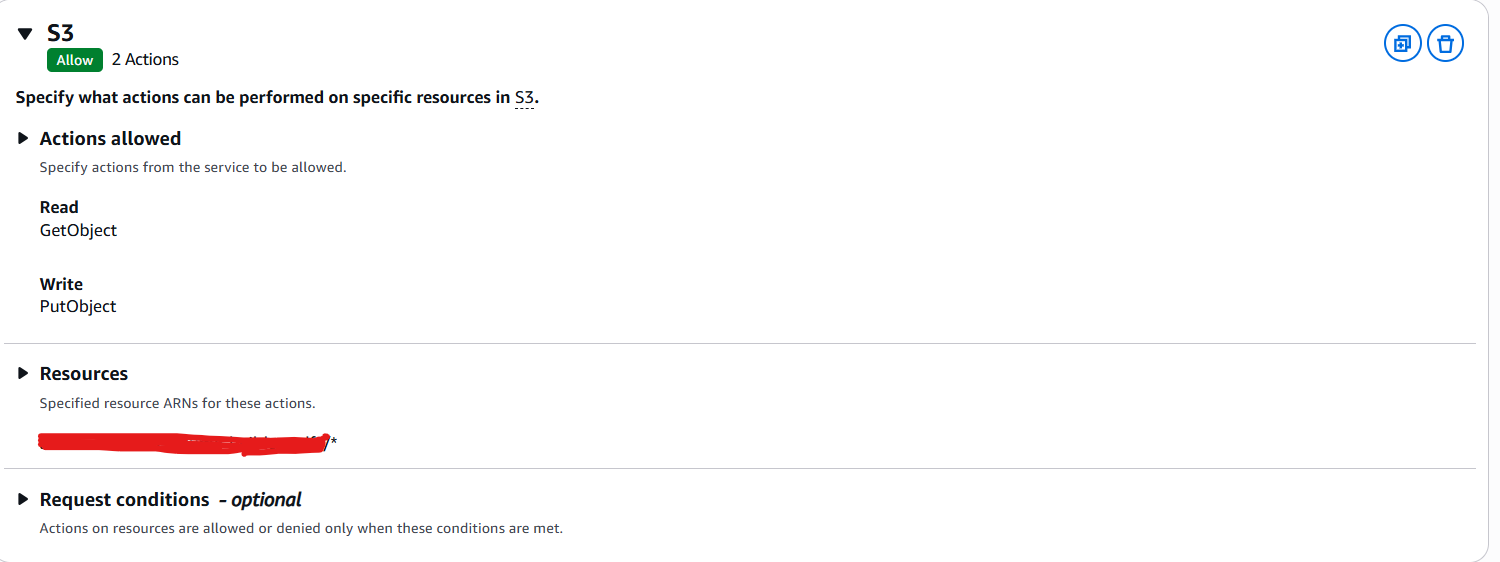 S3
Allow 2 Actions
Specify what actions can be performed on specific resources in S3.
Actions allowed
Specify actions from the service to be allowed.
Read
GetObject
Write
PutObject
Resources
Specified resource ARNs for these actions.
/*
Request conditions - optional
Actions on resources are allowed or denied only when these conditions are met.